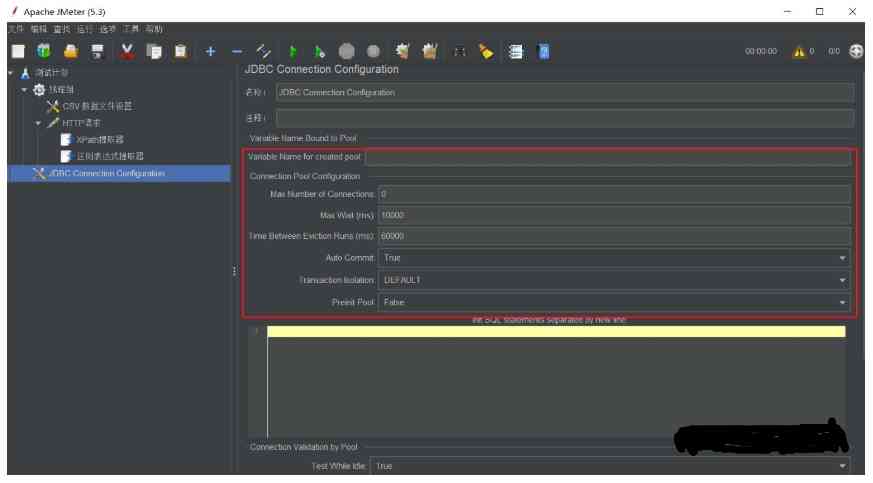 Apache JMeter (5.3)
文件 编辑 查找 运行 选项 工具 帮助
00:00:00 0 0/0
测试计划
线程组
CSV 数据文件设置
HTTP请求
XPath提取器
正则表达式提取器
JDBC Connection Configuration
JDBC Connection Configuration
名称： JDBC Connection Configuration
注释：
Variable Name Bound to Pool
Variable Name for created pool:
Connection Pool Configuration
Max Number of Connections: 0
Max Wait (ms): 10000
Time Between Eviction Runs (ms): 60000
Auto Commit: True
Transaction Isolation: DEFAULT
Preinit Pool: False
Init SQL statements separated by new line:
1
Connection Validation by Pool
Test While Idle: True